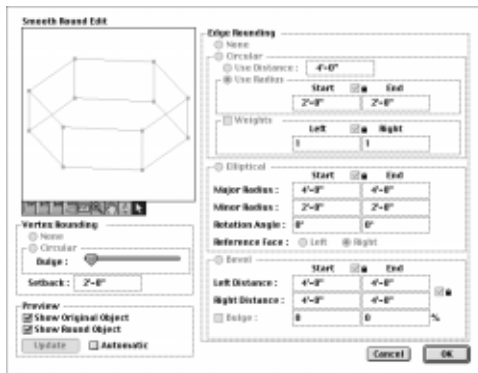 Smooth Round Edit
Edge Rounding
None
Circular
Use Distance : 4'-0"
Use Radius
Start End
2'-0" 2'-0"
Weights
Left Right
1 1
Elliptical
Start End
Major Radius : 4'-0" 4'-0"
Minor Radius : 2'-0" 2'-0"
Rotation Angle : 0° 0°
Reference Face : Left Right
Bevel
Start End
Left Distance : 4'-0" 4'-0"
Right Distance : 4'-0" 4'-0"
Bulge : 0 0 %
Vertex Rounding
None
Circular
Bulge :
Setback : 2'-0"
Preview
Show Original Object
Show Round Object
Update Automatic
Cancel OK